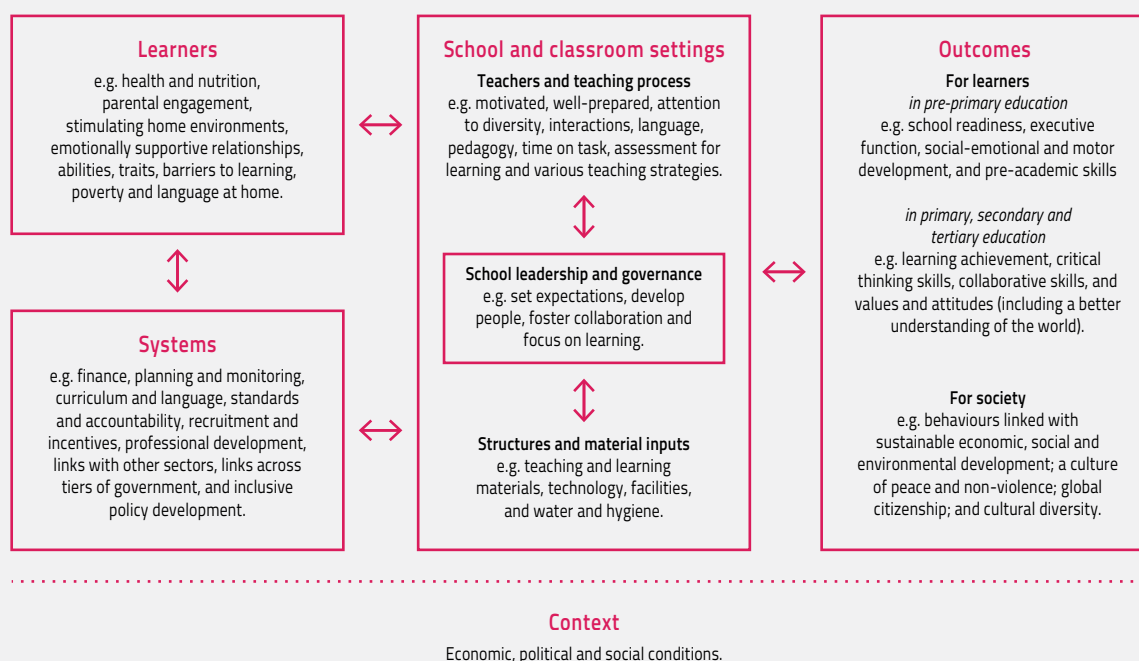 Learners
e.g. health and nutrition,
parental engagement,
stimulating home environments,
emotionally supportive relationships,
abilities, traits, barriers to learning,
poverty and language at home.
Systems
e.g. finance, planning and monitoring,
curriculum and language, standards
and accountability, recruitment and
incentives, professional development,
links with other sectors, links across
tiers of government, and inclusive
policy development.
School and classroom settings
Teachers and teaching process
e.g. motivated, well-prepared, attention
to diversity, interactions, language,
pedagogy, time on task, assessment for
learning and various teaching strategies.
School leadership and governance
e.g. set expectations, develop
people, foster collaboration and
focus on learning.
Structures and material inputs
e.g. teaching and learning
materials, technology, facilities,
and water and hygiene.
Outcomes
For learners
in pre-primary education
e.g. school readiness, executive
function, social-emotional and motor
development, and pre-academic skills
in primary, secondary and
tertiary education
e.g. learning achievement, critical
thinking skills, collaborative skills, and
values and attitudes (including a better
understanding of the world).
For society
e.g. behaviours linked with
sustainable economic, social and
environmental development; a culture
of peace and non-violence; global
citizenship; and cultural diversity.
Context
Economic, political and social conditions.